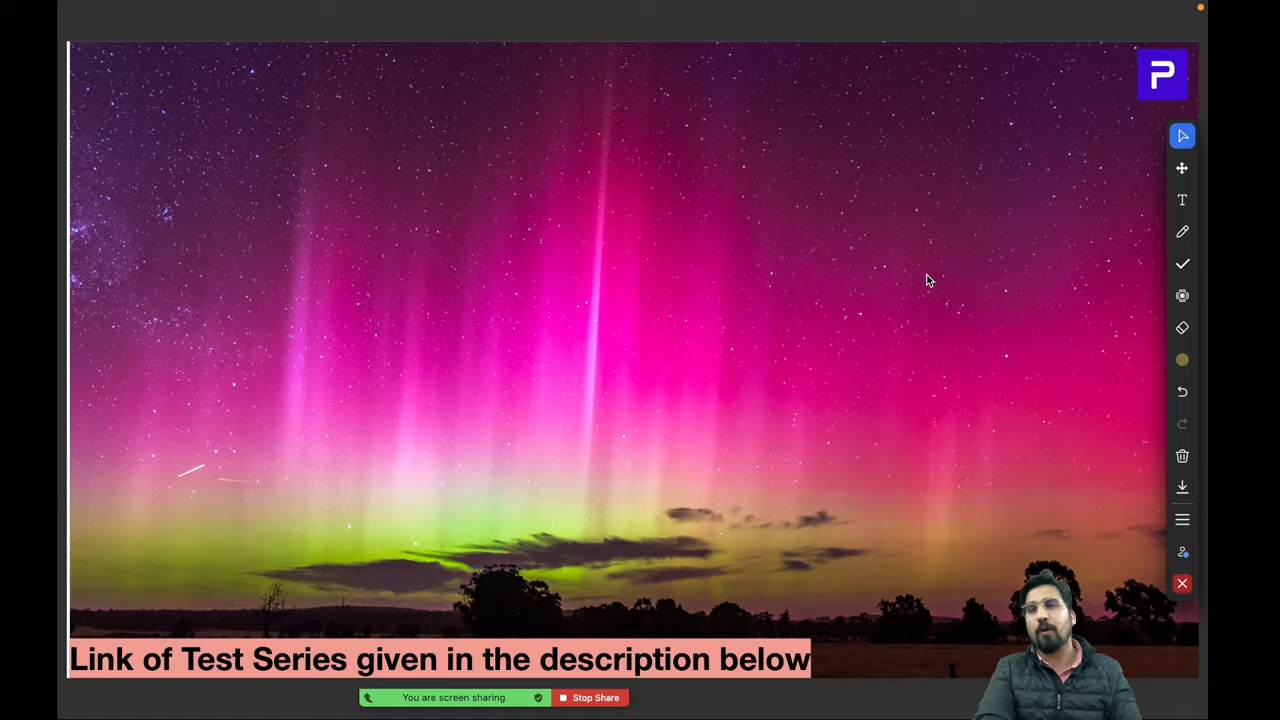 P
Link of Test Series given in the description below
You are screen sharing
Stop Share